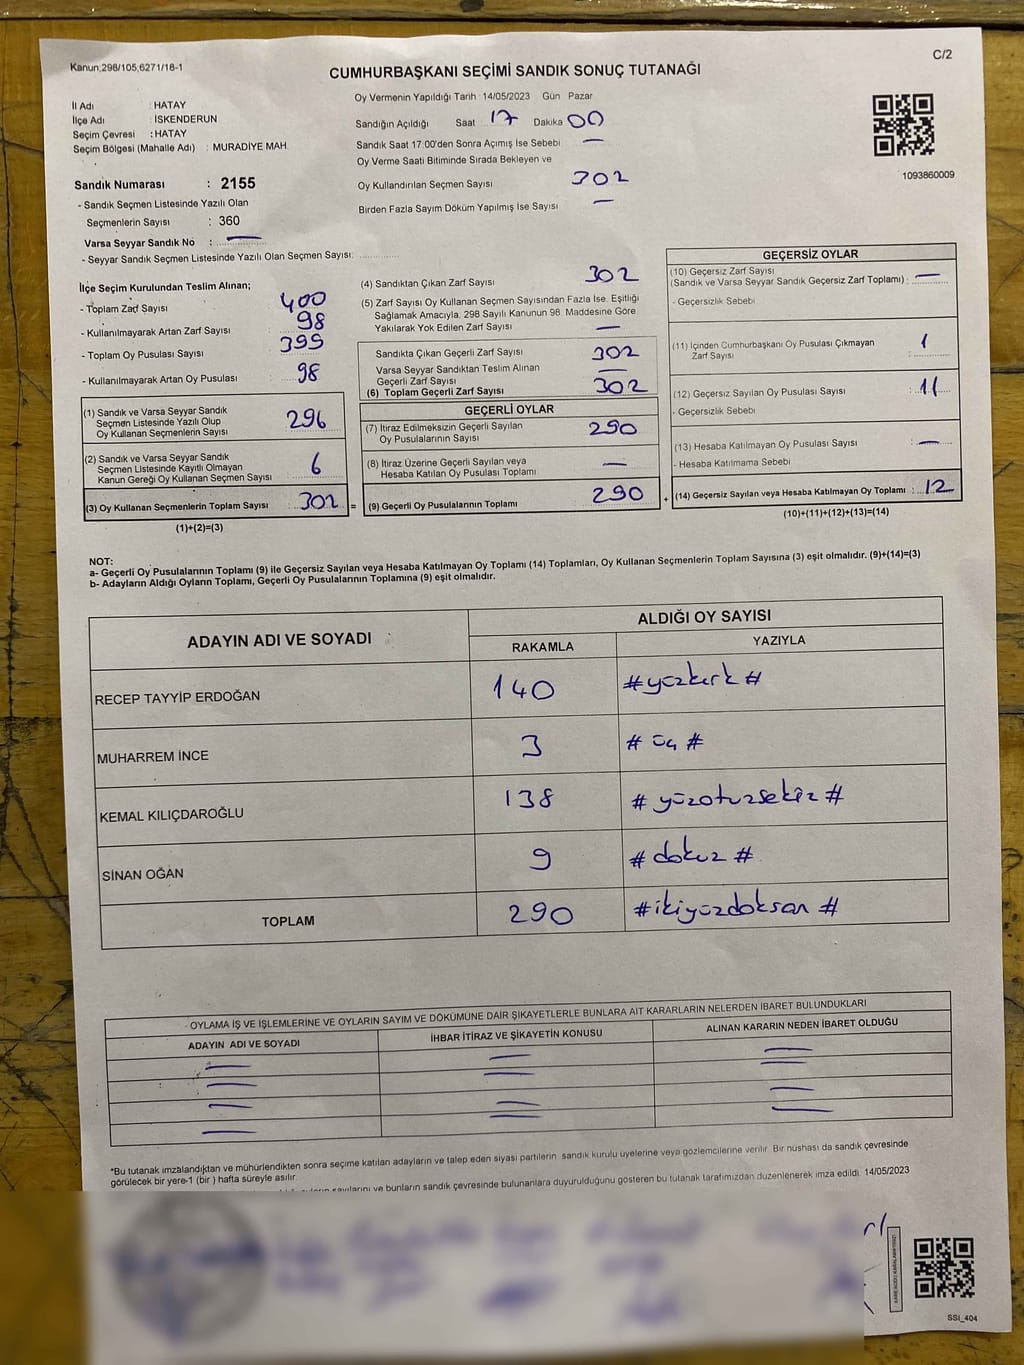 Kanun;298/105,6271/18-1
C/2
CUMHURBAŞKANI SEÇİMİ SANDIK SONUÇ TUTANAĞI
İl Adı : HATAY
İlçe Adı : İSKENDERUN
Seçim Çevresi : HATAY
Seçim Bölgesi (Mahalle Adı) : MURADİYE MAH.
Sandık Numarası : 2155
- Sandık Seçmen Listesinde Yazılı Olan
Seçmenlerin Sayısı : 360
Varsa Seyyar Sandık No : —
- Seyyar Sandık Seçmen Listesinde Yazılı Olan Seçmen Sayısı:
Oy Vermenin Yapıldığı Tarih 14/05/2023 Gün Pazar
Sandığın Açıldığı Saat 17 Dakika 00
Sandık Saat 17:00'den Sonra Açımış İse Sebebi —
Oy Verme Saati Bitiminde Sırada Bekleyen ve
Oy Kullandırılan Seçmen Sayısı 302
Birden Fazla Sayım Döküm Yapılmış İse Sayısı —
1093860009
İlçe Seçim Kurulundan Teslim Alınan;
- Toplam Zarf Sayısı 400
- Kullanılmayarak Artan Zarf Sayısı 98
- Toplam Oy Pusulası Sayısı 399
- Kullanılmayarak Artan Oy Pusulası 98
(1) Sandık ve Varsa Seyyar Sandık
Seçmen Listesinde Yazılı Olup
Oy Kullanan Seçmenlerin Sayısı 296
(2) Sandık ve Varsa Seyyar Sandık
Seçmen Listesinde Kayıtlı Olmayan
Kanun Gereği Oy Kullanan Seçmen Sayısı 6
(3) Oy Kullanan Seçmenlerin Toplam Sayısı 302 =
(1)+(2)=(3)
(4) Sandıktan Çıkan Zarf Sayısı 302
(5) Zarf Sayısı Oy Kullanan Seçmen Sayısından Fazla İse, Eşitliği
Sağlamak Amacıyla, 298 Sayılı Kanunun 98 Maddesine Göre
Yakılarak Yok Edilen Zarf Sayısı —
Sandıkta Çıkan Geçerli Zarf Sayısı 302
Varsa Seyyar Sandıktan Teslim Alınan
Geçerli Zarf Sayısı —
(6) Toplam Geçerli Zarf Sayısı 302
GEÇERLİ OYLAR
(7) İtiraz Edilmeksizin Geçerli Sayılan
Oy Pusulalarının Sayısı 290
(8) İtiraz Üzerine Geçerli Sayılan veya
Hesaba Katılan Oy Pusulası Toplamı —
(9) Geçerli Oy Pusulalarının Toplamı 290 +
GEÇERSİZ OYLAR
(10) Geçersiz Zarf Sayısı
(Sandık ve Varsa Seyyar Sandık Geçersiz Zarf Toplamı) : —
- Geçersizlik Sebebi
(11) İçinden Cumhurbaşkanı Oy Pusulası Çıkmayan
Zarf Sayısı : 1
(12) Geçersiz Sayılan Oy Pusulası Sayısı : 11
- Geçersizlik Sebebi
(13) Hesaba Katılmayan Oy Pusulası Sayısı : —
- Hesaba Katılmama Sebebi
(14) Geçersiz Sayılan veya Hesaba Katılmayan Oy Toplamı : 12
(10)+(11)+(12)+(13)=(14)
NOT:
a- Geçerli Oy Pusulalarının Toplamı (9) ile Geçersiz Sayılan veya Hesaba Katılmayan Oy Toplamı (14) Toplamları, Oy Kullanan Seçmenlerin Toplam Sayısına (3) eşit olmalıdır. (9)+(14)=(3)
b- Adayların Aldığı Oyların Toplamı, Geçerli Oy Pusulalarının Toplamına (9) eşit olmalıdır.
ADAYIN ADI VE SOYADI
ALDIĞI OY SAYISI
RAKAMLA YAZIYLA
RECEP TAYYİP ERDOĞAN 140 #yüzkırk#
MUHARREM İNCE 3 # üç #
KEMAL KILIÇDAROĞLU 138 # yüzotuzsekiz #
SİNAN OĞAN 9 # dokuz #
TOPLAM 290 #ikiyüzdoksan #
OYLAMA İŞ VE İŞLEMLERİNE VE OYLARIN SAYIM VE DÖKÜMÜNE DAİR ŞİKAYETLERLE BUNLARA AİT KARARLARIN NELERDEN İBARET BULUNDUKLARI
ADAYIN ADI VE SOYADI İHBAR İTİRAZ VE ŞİKAYETİN KONUSU ALINAN KARARIN NEDEN İBARET OLDUĞU
*Bu tutanak imzalandıktan ve mühürlendikten sonra seçime katılan adayların ve talep eden siyasi partilerin sandık kurulu üyelerine veya gözlemcilerine verilir. Bir nüshası da sandık çevresinde
görülecek bir yere-1 (bir ) hafta süreyle asılır.
sayılarını ve bunların sandık çevresinde bulunanlara duyurulduğunu gösteren bu tutanak tarafımızdan düzenlenerek imza edildi. 14/05/2023
SSI_404